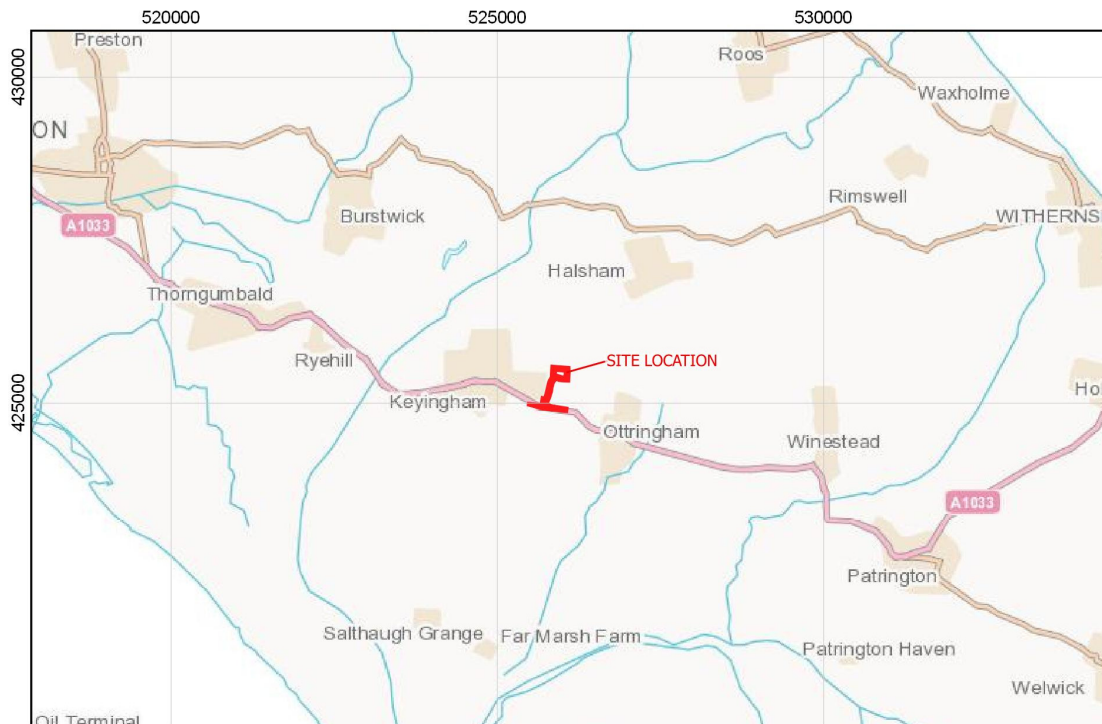 520000
525000
530000
430000
425000
Preston
Roos
Waxholme
ON
Burstwick
Rimswell
WITHERNS
A1033
Halsham
Thorngumbald
Ryehill
SITE LOCATION
Keyingham
Ho
Ottringham
Winestead
A1033
Patrington
Salthaugh Grange
Far Marsh Farm
Patrington Haven
Welwick
Oil Terminal